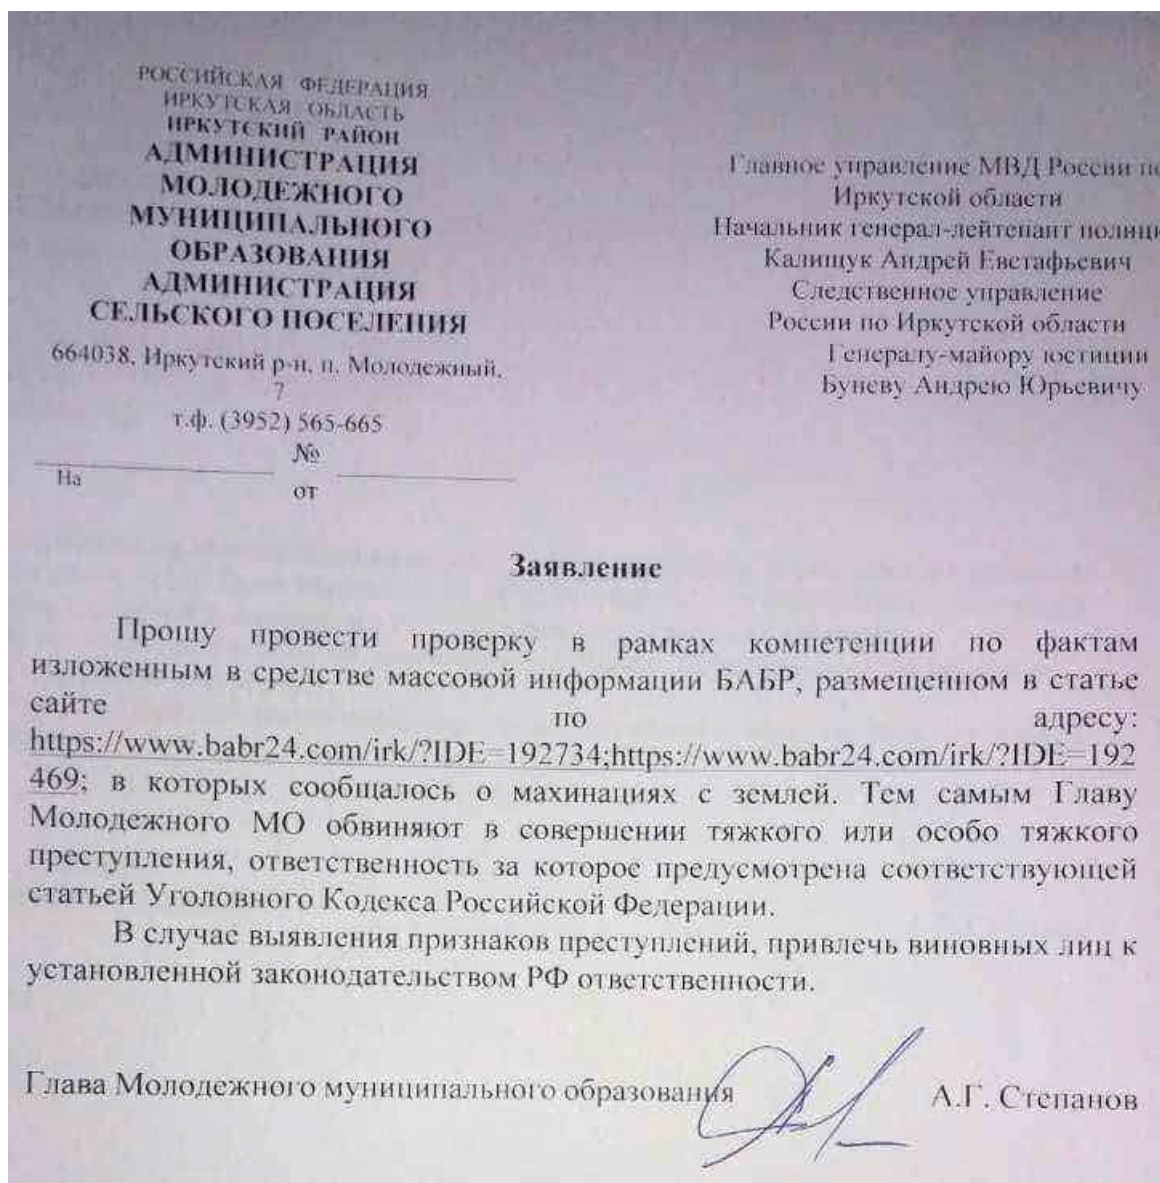 РОССИЙСКАЯ ФЕДЕРАЦИЯ
ИРКУТСКАЯ ОБЛАСТЬ
ИРКУТСКИЙ РАЙОН
АДМИНИСТРАЦИЯ
МОЛОДЕЖНОГО
МУНИЦИПАЛЬНОГО
ОБРАЗОВАНИЯ
АДМИНИСТРАЦИЯ
СЕЛЬСКОГО ПОСЕЛЕНИЯ
664038, Иркутский р-н, п. Молодежный,
7
т.ф. (3952) 565-665
№
На
от
Главное управление МВД России по
Иркутской области
Начальник генерал-лейтенант полици
Калищук Андрей Евстафьевич
Следственное управление
России по Иркутской области
Генералу-майору юстиции
Буневу Андрею Юрьевичу
Заявление
Прошу провести проверку в рамках компетенции по фактам
изложенным в средстве массовой информации БАБР, размещенном в статье
сайте по адресу:
https://www.babr24.com/irk/?IDE=192734;https://www.babr24.com/irk/?IDE=192
469; в которых сообщалось о махинациях с землей. Тем самым Главу
Молодежного МО обвиняют в совершении тяжкого или особо тяжкого
преступления, ответственность за которое предусмотрена соответствующей
статьей Уголовного Кодекса Российской Федерации.
В случае выявления признаков преступлений, привлечь виновных лиц к
установленной законодательством РФ ответственности.
Глава Молодежного муниципального образования А.Г. Степанов